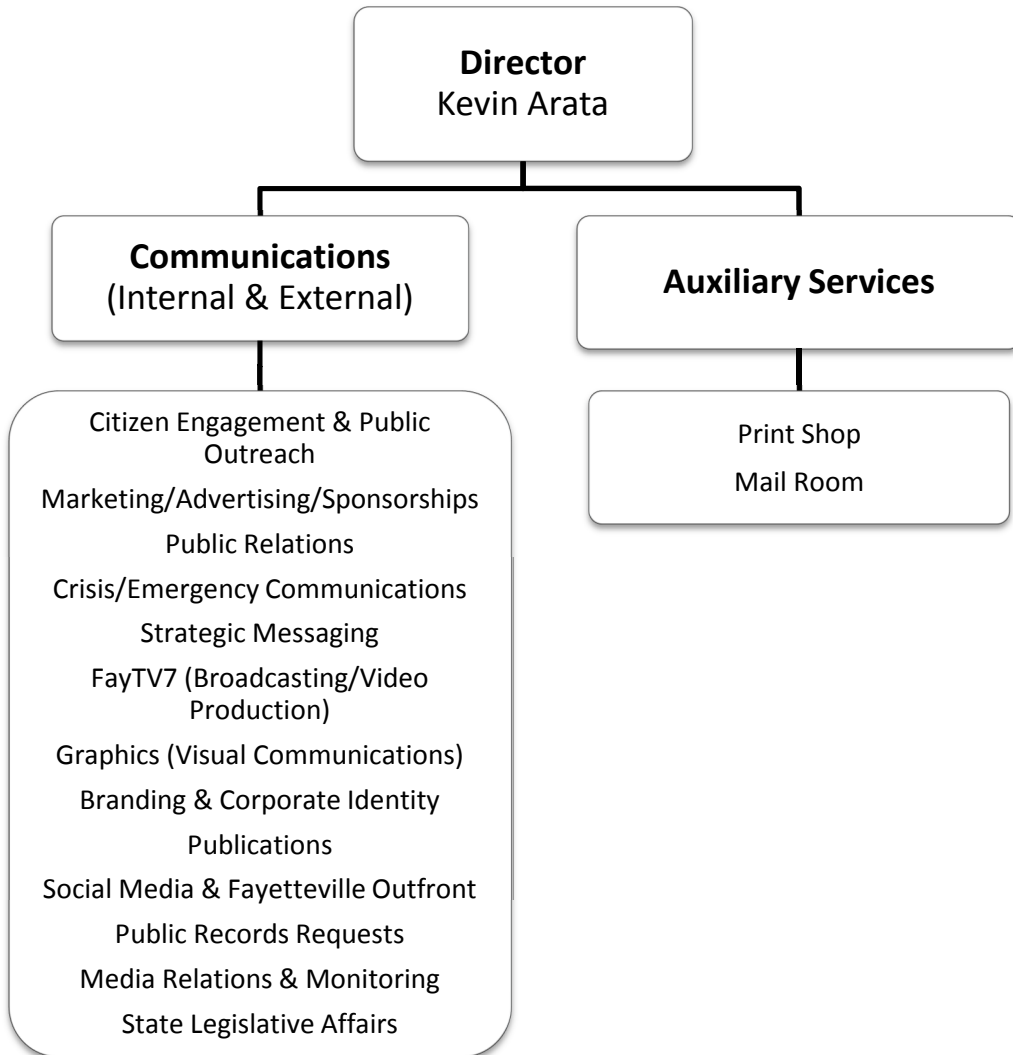 Director
Kevin Arata
Communications
(Internal & External)
Auxiliary Services
Citizen Engagement & Public
Outreach
Marketing/Advertising/Sponsorships
Public Relations
Crisis/Emergency Communications
Strategic Messaging
FayTV7 (Broadcasting/Video
Production)
Graphics (Visual Communications)
Branding & Corporate Identity
Publications
Social Media & Fayetteville Outfront
Public Records Requests
Media Relations & Monitoring
State Legislative Affairs
Print Shop
Mail Room